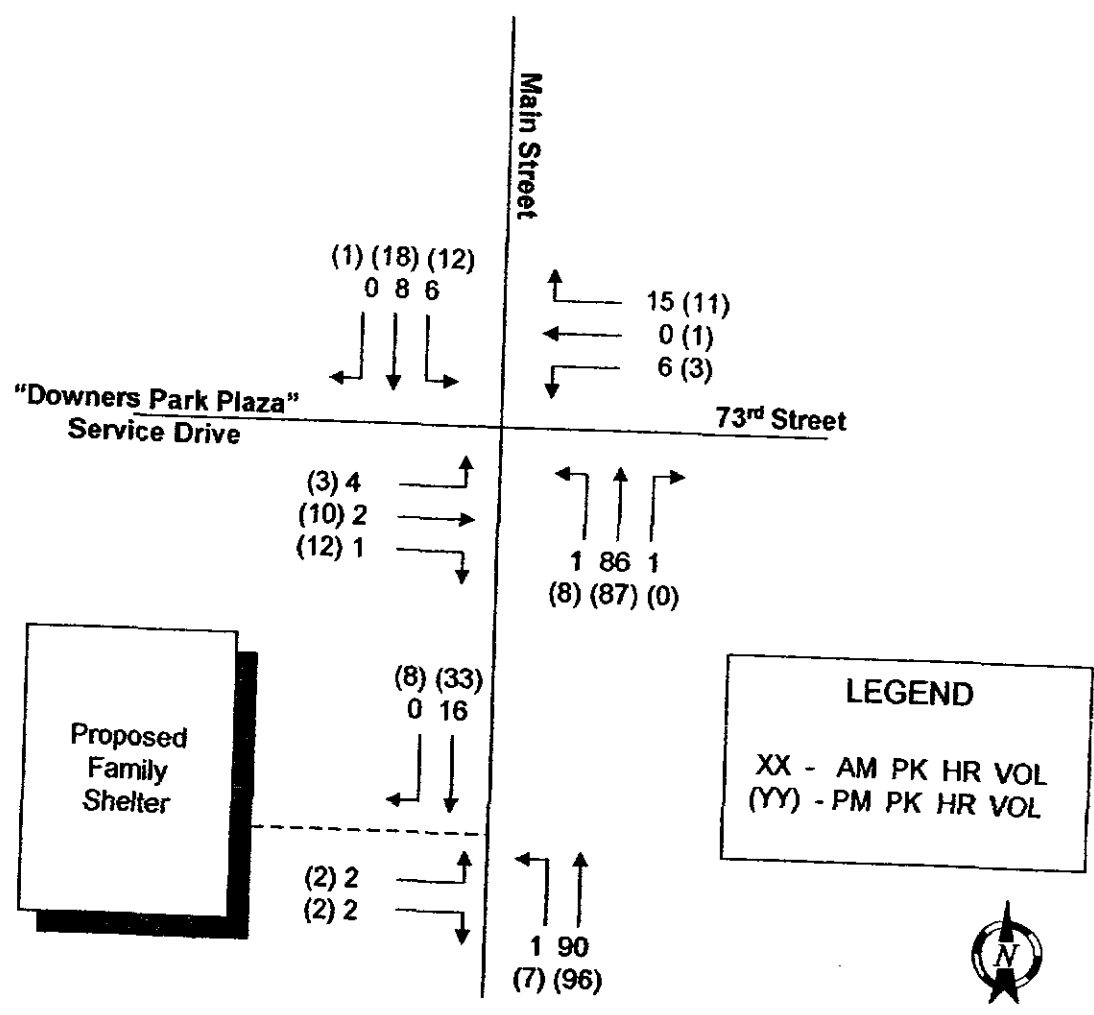 Main Street
(1) (18) (12)
0 8 6
15 (11)
0 (1)
6 (3)
"Downers Park Plaza"
Service Drive
73rd Street
(3) 4
(10) 2
(12) 1
1 86 1
(8) (87) (0)
(8) (33)
0 16
Proposed
Family
Shelter
LEGEND
XX - AM PK HR VOL
(YY) - PM PK HR VOL
(2) 2
(2) 2
1 90
(7) (96)
N